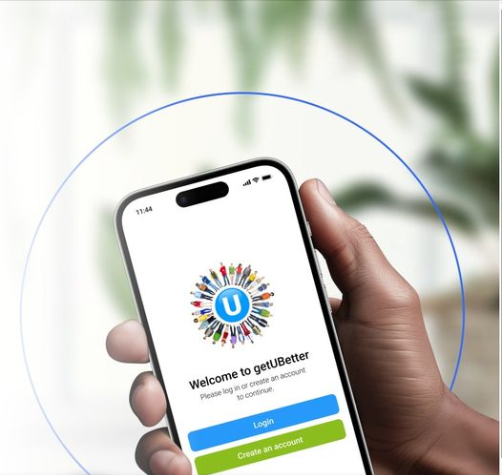 11:44
U
Welcome to getUBetter
Please log in or create an account
to continue.
Login
Create an account